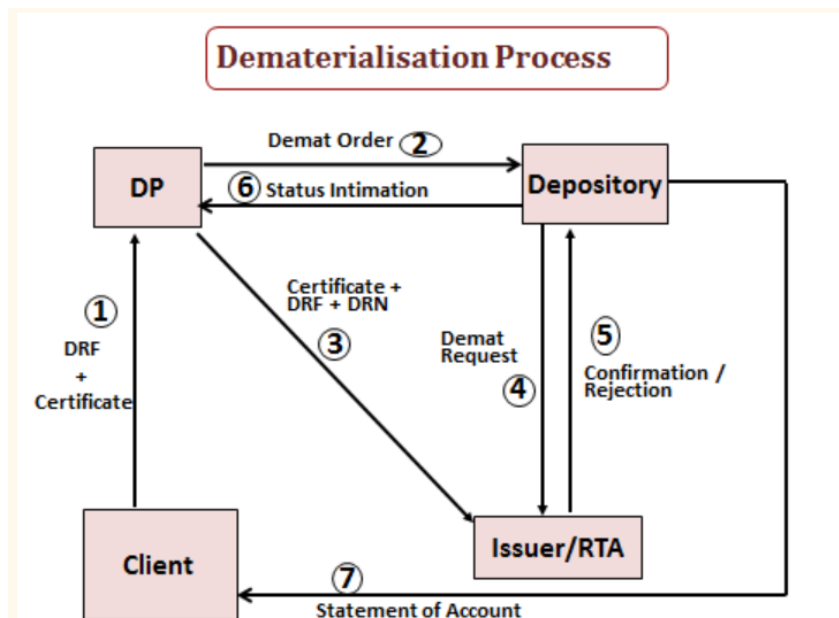 Dematerialisation Process
Demat Order 2
DP
Depository
6 Status Intimation
1
DRF
+
Certificate
Certificate +
DRF + DRN
3
Demat
Request
4
5
Confirmation /
Rejection
Client
Issuer/RTA
7
Statement of Account